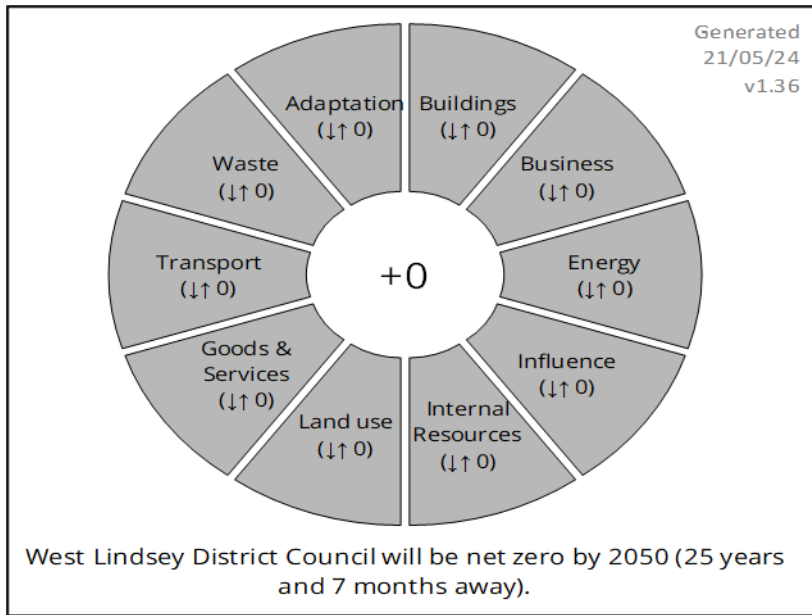 Generated
21/05/24
v1.36
Adaptation
(↓↑ 0)
Buildings
(↓↑ 0)
Waste
(↓↑ 0)
Business
(↓↑ 0)
Transport
(↓↑ 0)
+0
Energy
(↓↑ 0)
Goods &
Services
(↓↑ 0)
Influence
(↓↑ 0)
Land use
(↓↑ 0)
Internal
Resources
(↓↑ 0)
West Lindsey District Council will be net zero by 2050 (25 years
and 7 months away).